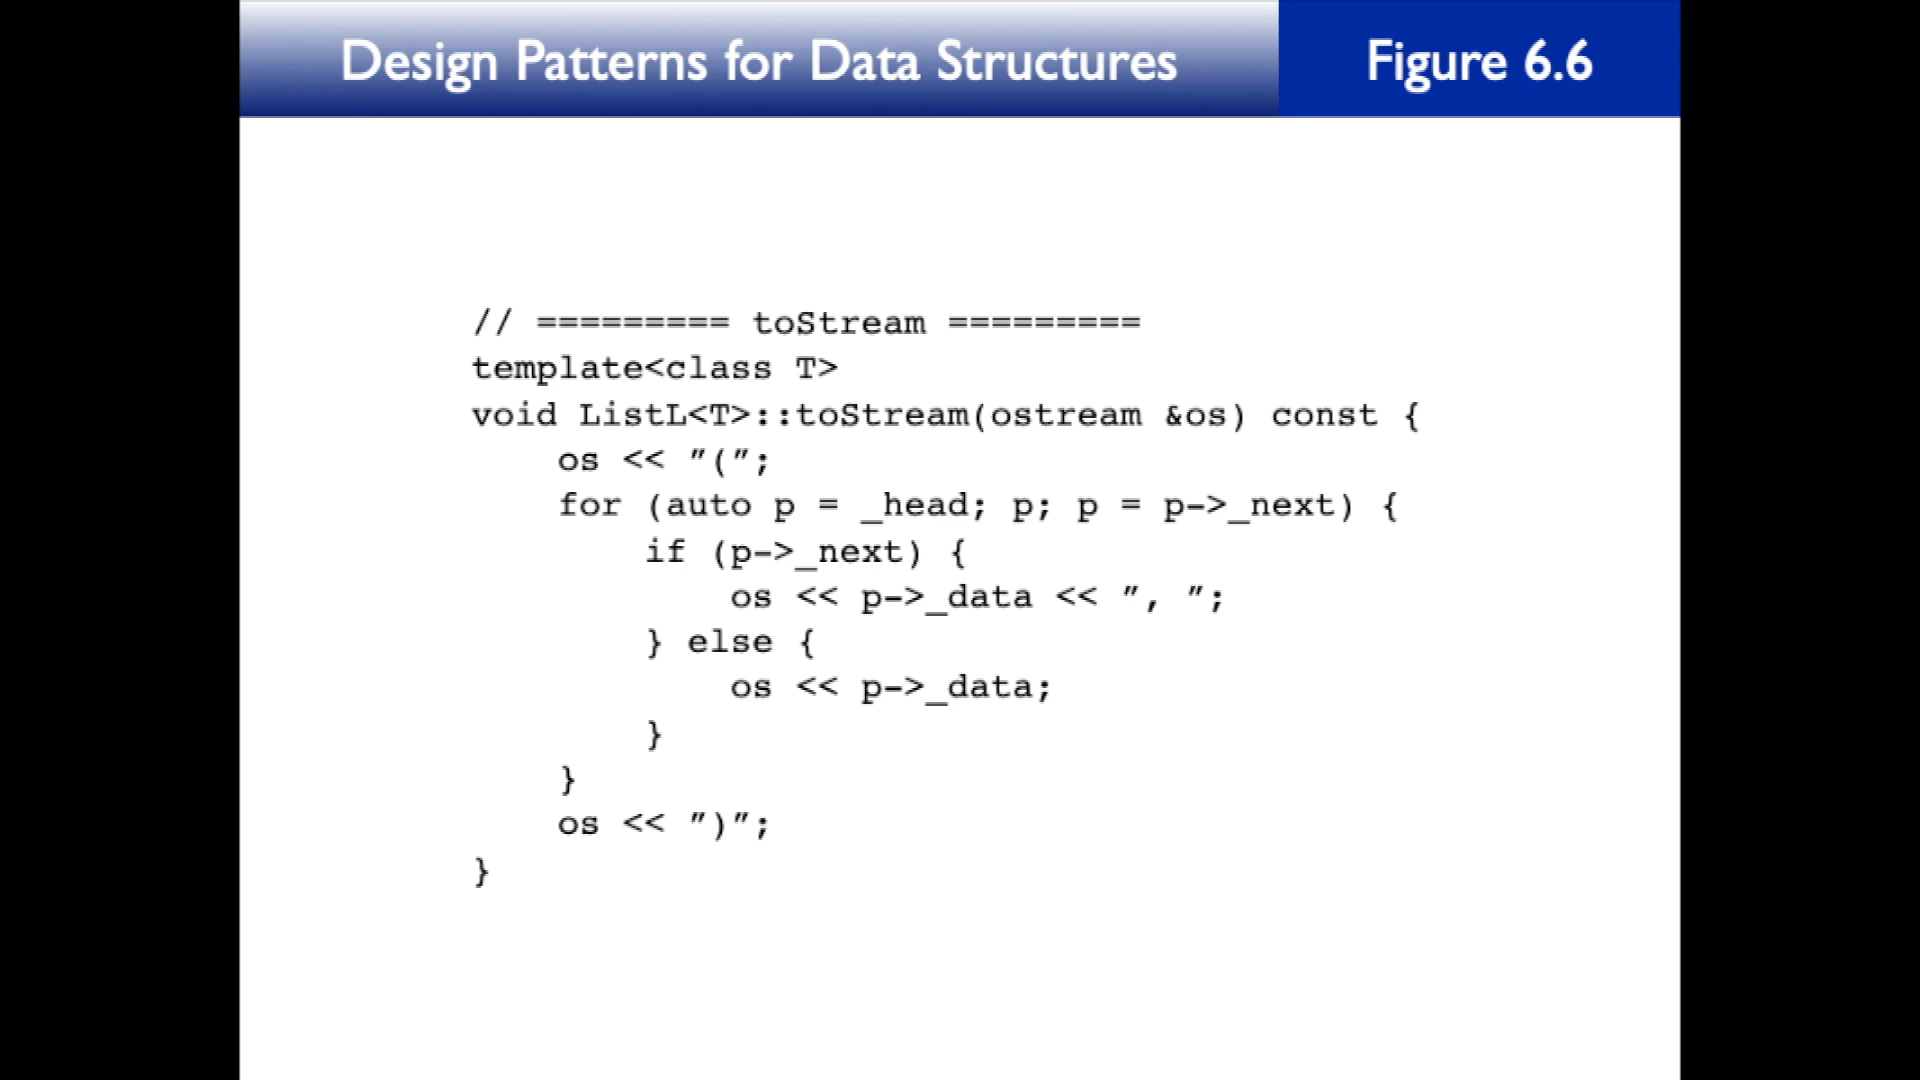 Design Patterns for Data Structures
Figure 6.6
// ========= toStream =========
template<class T>
void ListL<T>::toStream(ostream &os) const {
    os << ”(”;
    for (auto p = _head; p; p = p->_next) {
        if (p->_next) {
            os << p->_data << ”, ”;
        } else {
            os << p->_data;
        }
    }
    os << ”)”;
}